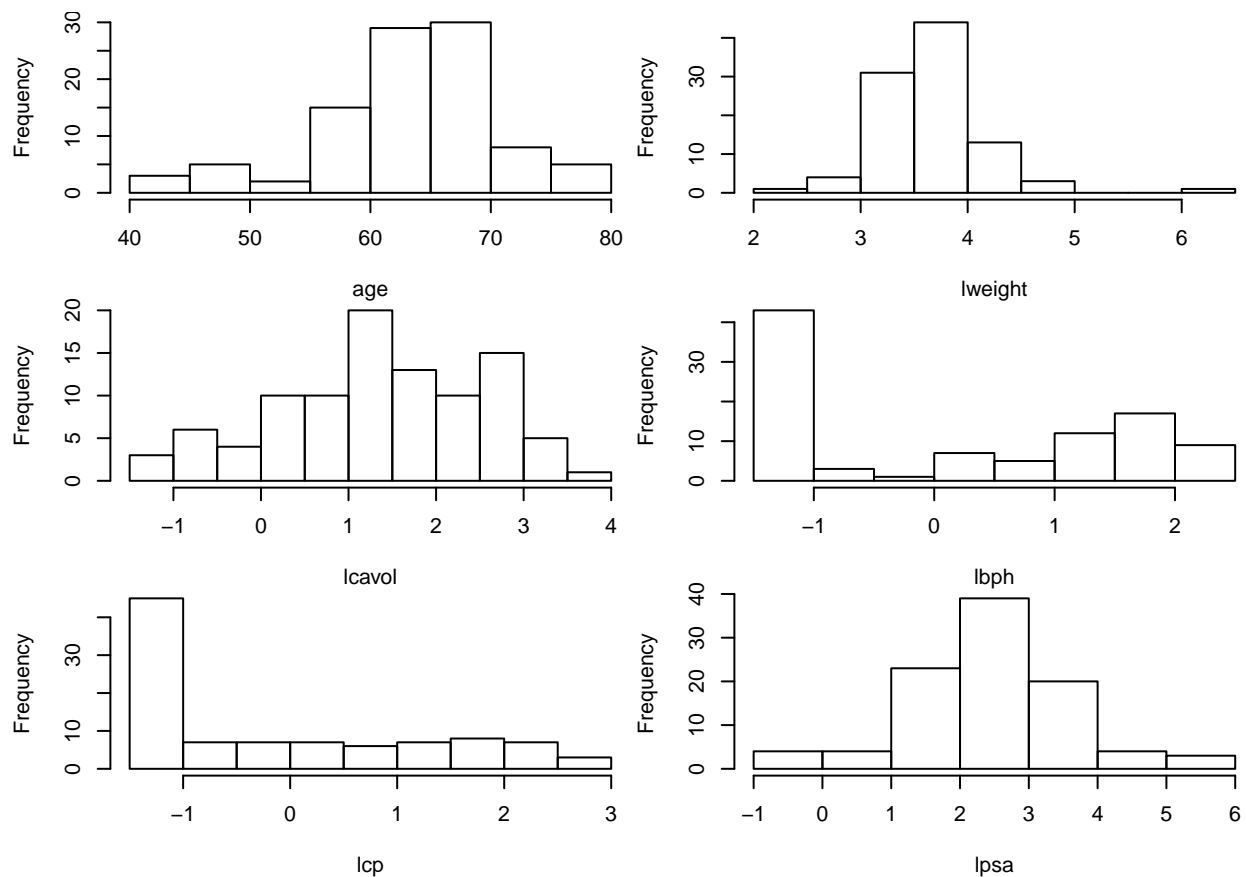 Frequency
0 10 20 30
40 50 60 70 80
age
Frequency
0 10 30
2 3 4 5 6
lweight
Frequency
0 5 10 15 20
−1 0 1 2 3 4
lcavol
Frequency
0 10 30
−1 0 1 2
lbph
Frequency
0 10 30
−1 0 1 2 3
lcp
Frequency
0 10 20 30 40
−1 0 1 2 3 4 5 6
lpsa